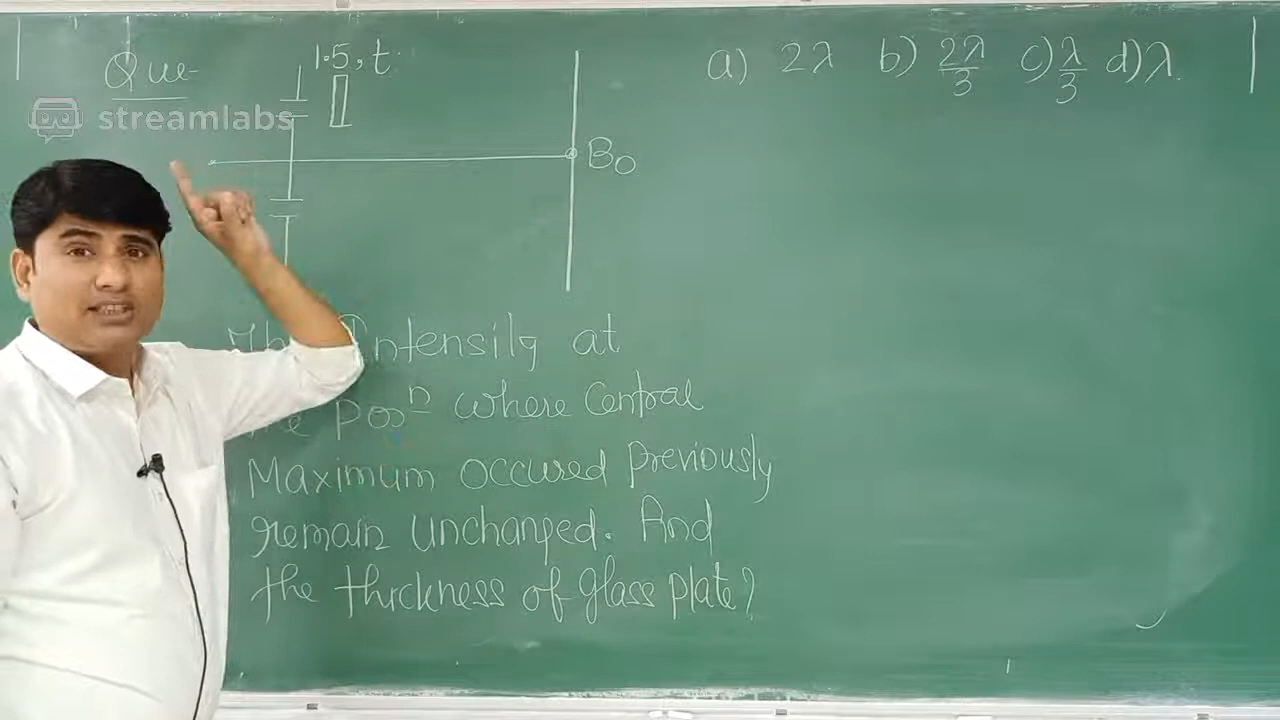 Que-
1.5, t.
a) 2λ b) 2λ/3 c) λ/3 d) λ.
streamlabs
B₀
Intensity at
Posⁿ where Central
Maximum occured previously
remain unchanged. And
the thickness of glass plate?